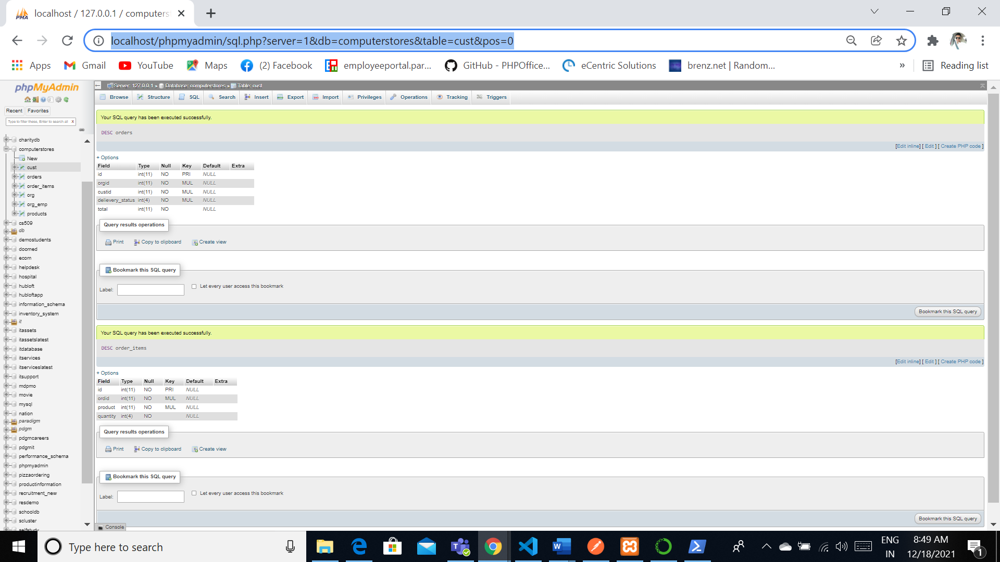 localhost / 127.0.0.1 / computerst
localhost/phpmyadmin/sql.php?server=1&db=computerstores&table=cust&pos=0
Apps Gmail YouTube Maps (2) Facebook employeeportal.par... GitHub - PHPOffice... eCentric Solutions brenz.net | Random... » Reading list
phpMyAdmin
Recent Favorites
Type to filter these, Enter to search all X
charitydb
computerstores
New
cust
orders
order_items
org
org_emp
products
cs509
db
demostudents
doomed
ecom
helpdesk
hospital
hubloft
hubloftapp
information_schema
inventory_system
it
itassets
itassetslatest
itdatabase
itservices
itserviceslatest
itsupport
mdpmo
movie
mysql
nation
paradigm
pdgm
pdgmcareers
pdgmit
performance_schema
phpmyadmin
pizzaordering
productinformation
recruitment_new
resdemo
schooldb
scluster
selfstudy
Server: 127.0.0.1 » Database: computerstores » Table: cust
Browse Structure SQL Search Insert Export Import Privileges Operations Tracking Triggers
Your SQL query has been executed successfully.
DESC orders
[Edit inline] [ Edit ] [ Create PHP code ]
+ Options
Field Type Null Key Default Extra
id int(11) NO PRI NULL
orgid int(11) NO MUL NULL
custid int(11) NO MUL NULL
delievery_status int(4) NO MUL NULL
total int(11) NO NULL
Query results operations
Print Copy to clipboard Create view
Bookmark this SQL query
Label: Let every user access this bookmark
Bookmark this SQL query
Your SQL query has been executed successfully.
DESC order_items
[Edit inline] [ Edit ] [ Create PHP code ]
+ Options
Field Type Null Key Default Extra
id int(11) NO PRI NULL
ordid int(11) NO MUL NULL
product int(11) NO MUL NULL
quantity int(4) NO NULL
Query results operations
Print Copy to clipboard Create view
Bookmark this SQL query
Label: Let every user access this bookmark
Bookmark this SQL query
Console
Type here to search
ENG
IN
8:49 AM
12/18/2021
1